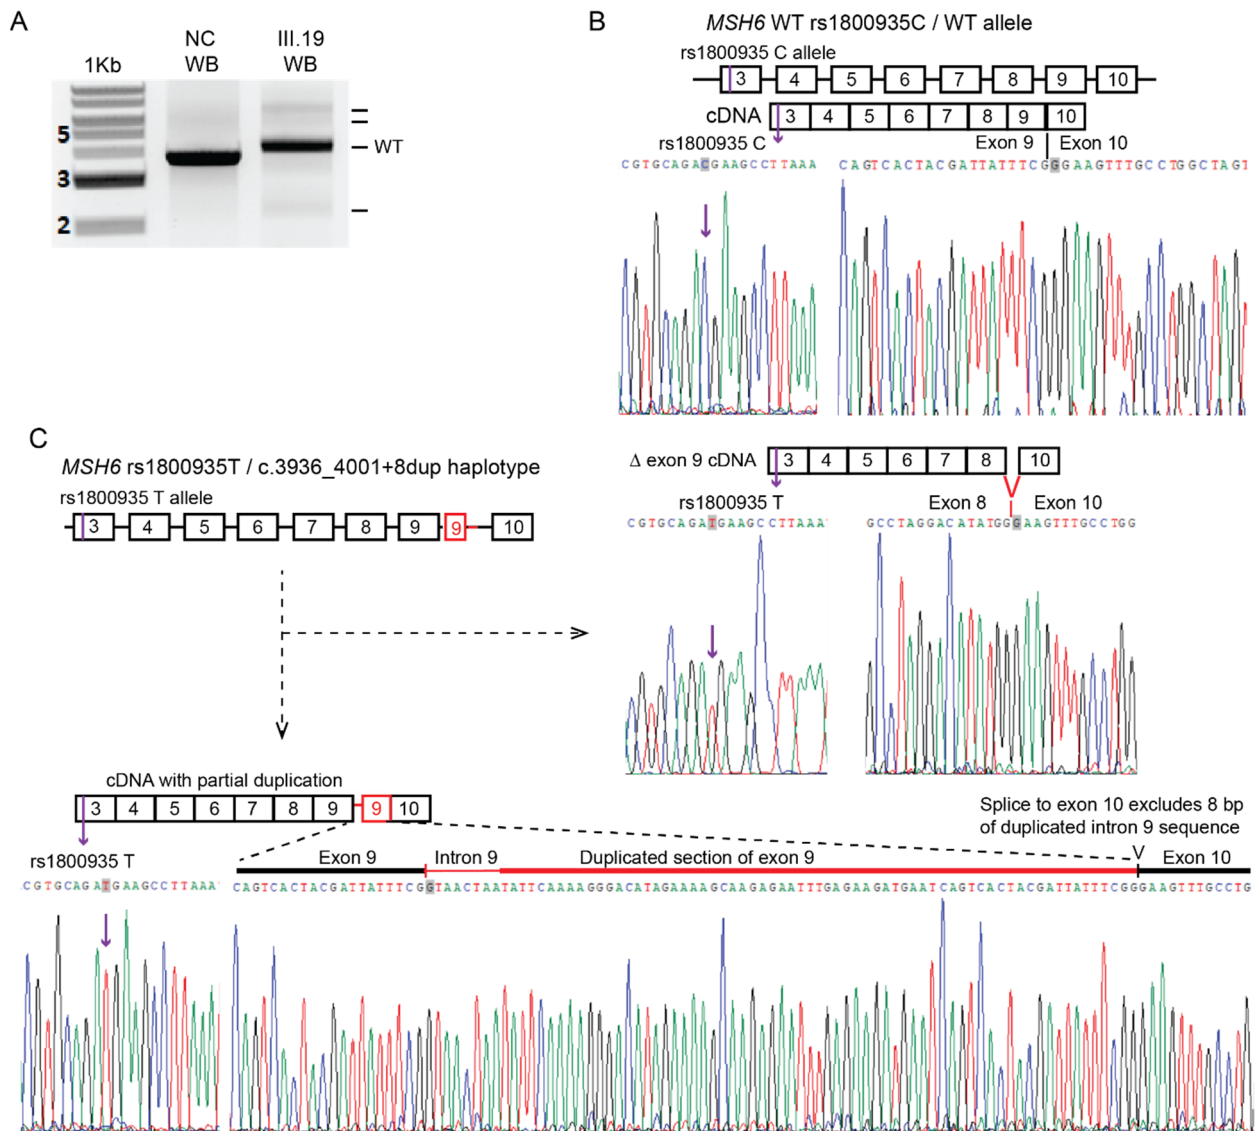 A
NC
WB
III.19
WB
1Kb
5
3
2
WT
B
MSH6 WT rs1800935C / WT allele
rs1800935 C allele
3 4 5 6 7 8 9 10
cDNA
3 4 5 6 7 8 9 10
rs1800935 C
Exon 9 Exon 10
CGTGCAGACGAAGCCTTAAA
CAGTCACTACGATTATTTCGGGAAGTTTGCCTGGCTAGT
C
MSH6 rs1800935T / c.3936_4001+8dup haplotype
rs1800935 T allele
3 4 5 6 7 8 9 9 10
Δ exon 9 cDNA
3 4 5 6 7 8 10
rs1800935 T
Exon 8 Exon 10
CGTGCAGATGAAGCCTTAAA
GCCTAGGACATATGGGAAGTTTGCCTGG
cDNA with partial duplication
3 4 5 6 7 8 9 9 10
Splice to exon 10 excludes 8 bp
of duplicated intron 9 sequence
V
rs1800935 T
Exon 9 Intron 9 Duplicated section of exon 9 Exon 10
CGTGCAGATGAAGCCTTAAA
CAGTCACTACGATTATTTCGGTAACTAATATTCAAAAGGGACATAGAAAAGCAAGAGAATTTGAGAAGATGAATCAGTCACTACGATTATTTCGGGAAGTTTGCCTG